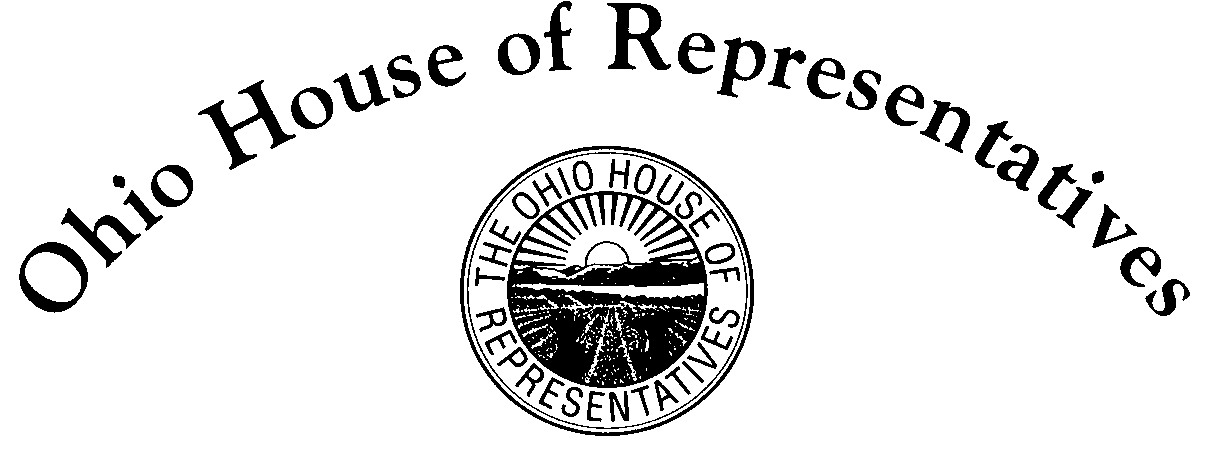 Ohio House of Representatives
THE OHIO HOUSE OF
REPRESENTATIVES